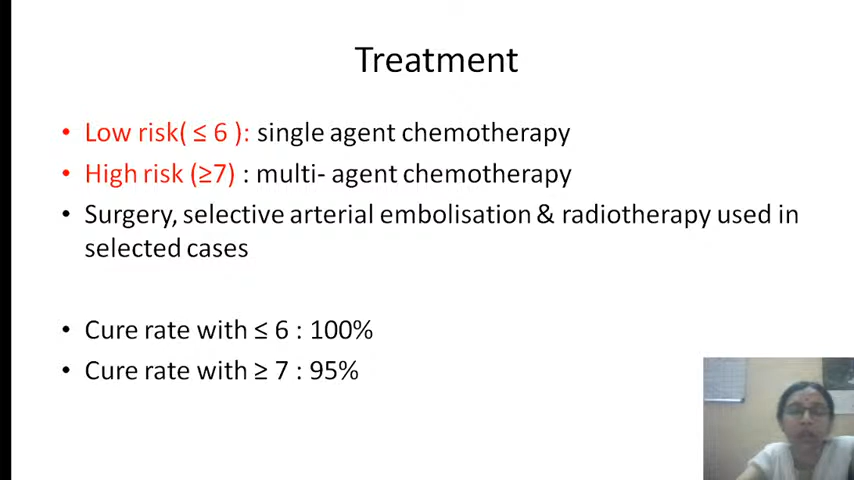 Treatment
• Low risk( ≤ 6 ): single agent chemotherapy
• High risk (≥7) : multi- agent chemotherapy
• Surgery, selective arterial embolisation & radiotherapy used in
selected cases
• Cure rate with ≤ 6 : 100%
• Cure rate with ≥ 7 : 95%